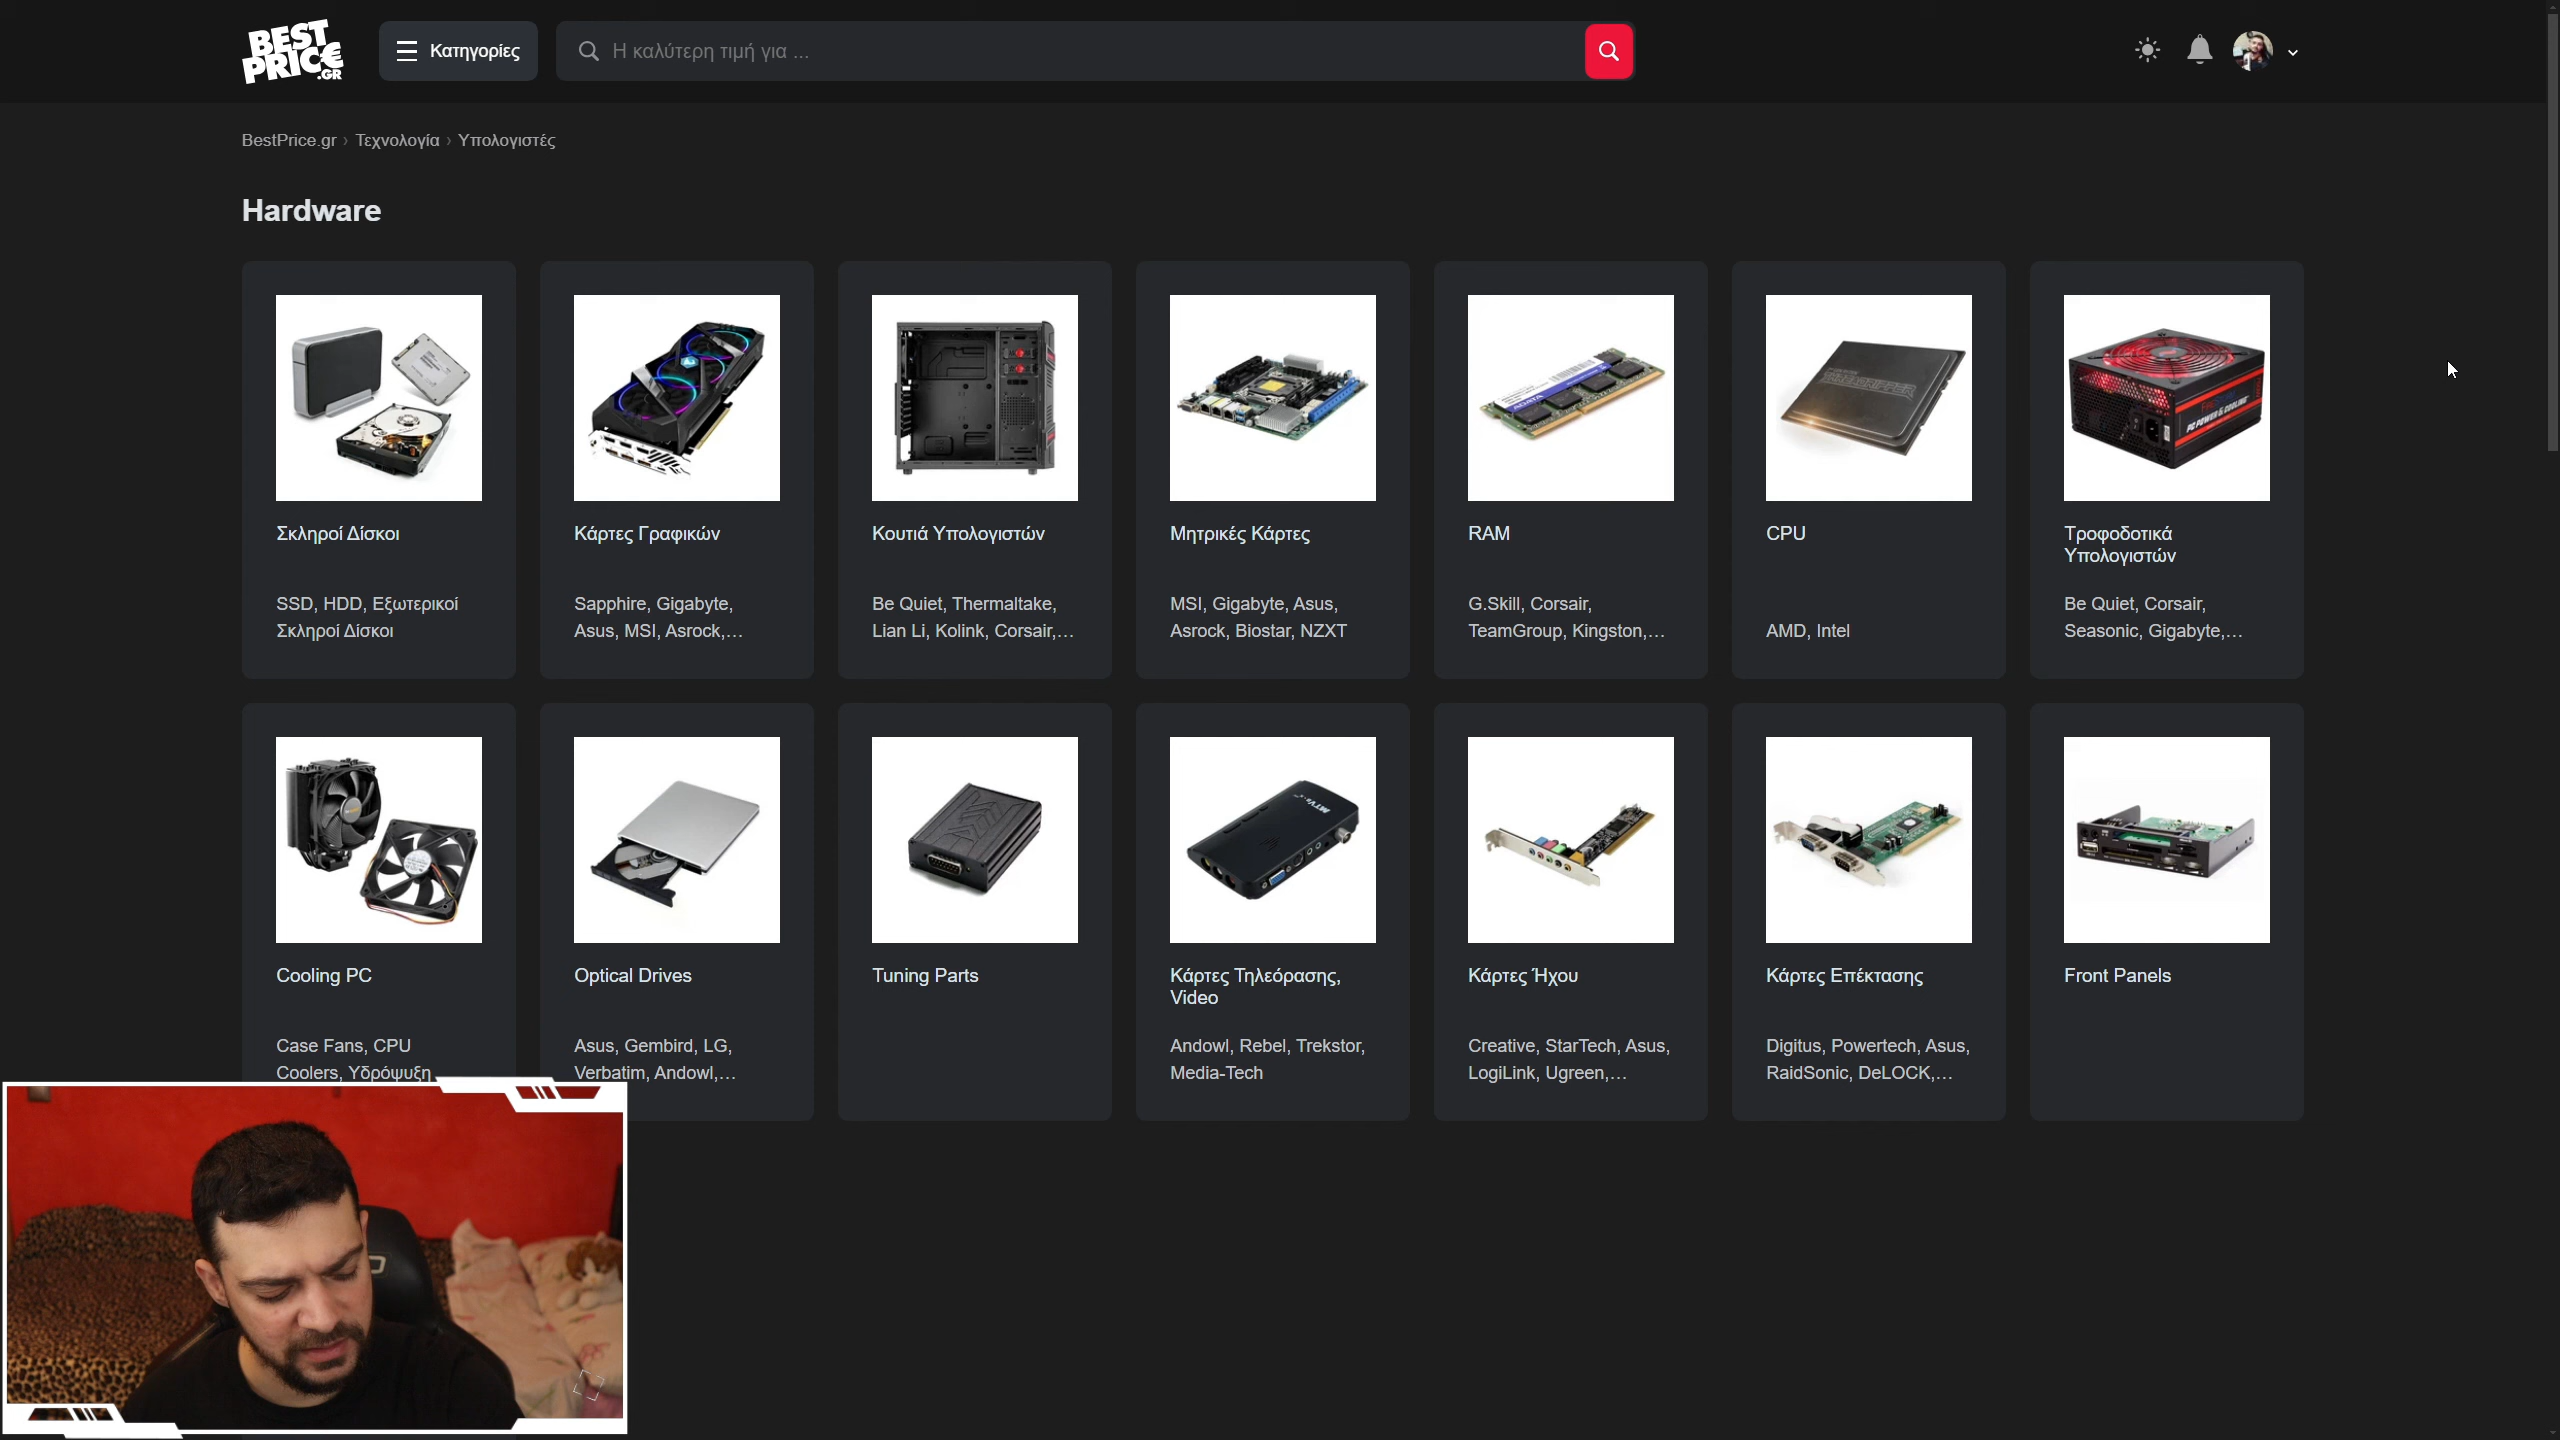 BEST
PRIC€
.GR
Κατηγορίες
Η καλύτερη τιμή για ...
BestPrice.gr › Τεχνολογία › Υπολογιστές
Hardware
Σκληροί Δίσκοι
SSD, HDD, Εξωτερικοί
Σκληροί Δίσκοι
Κάρτες Γραφικών
Sapphire, Gigabyte,
Asus, MSI, Asrock,...
Κουτιά Υπολογιστών
Be Quiet, Thermaltake,
Lian Li, Kolink, Corsair,...
Μητρικές Κάρτες
MSI, Gigabyte, Asus,
Asrock, Biostar, NZXT
ADATA
RAM
G.Skill, Corsair,
TeamGroup, Kingston,...
CPU
AMD, Intel
PC POWER & COOLING
Τροφοδοτικά
Υπολογιστών
Be Quiet, Corsair,
Seasonic, Gigabyte,...
Cooling PC
Case Fans, CPU
Coolers, Υδρόψυξη
Optical Drives
Asus, Gembird, LG,
Verbatim, Andowl,...
Tuning Parts
Κάρτες Τηλεόρασης,
Video
Andowl, Rebel, Trekstor,
Media-Tech
Κάρτες Ήχου
Creative, StarTech, Asus,
LogiLink, Ugreen,...
Κάρτες Επέκτασης
Digitus, Powertech, Asus,
RaidSonic, DeLOCK,...
Front Panels